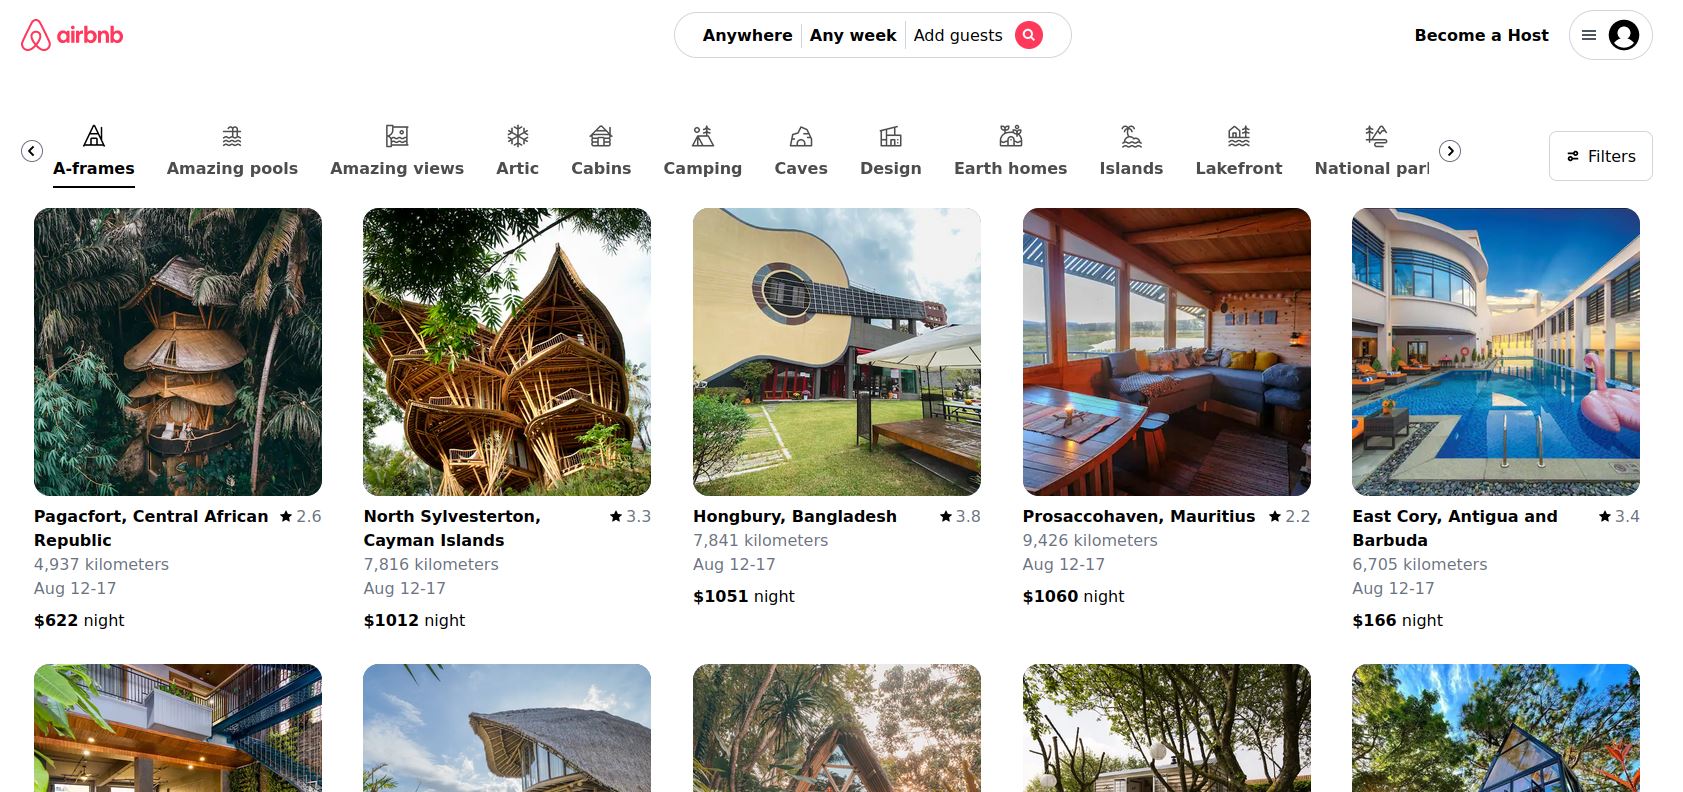 airbnb
Anywhere Any week Add guests
Become a Host
A-frames Amazing pools Amazing views Artic Cabins Camping Caves Design Earth homes Islands Lakefront National parl
Filters
Pagacfort, Central African Republic 2.6
4,937 kilometers
Aug 12-17
$622 night
North Sylvesterton, Cayman Islands 3.3
7,816 kilometers
Aug 12-17
$1012 night
Hongbury, Bangladesh 3.8
7,841 kilometers
Aug 12-17
$1051 night
Prosaccohaven, Mauritius 2.2
9,426 kilometers
Aug 12-17
$1060 night
East Cory, Antigua and Barbuda 3.4
6,705 kilometers
Aug 12-17
$166 night